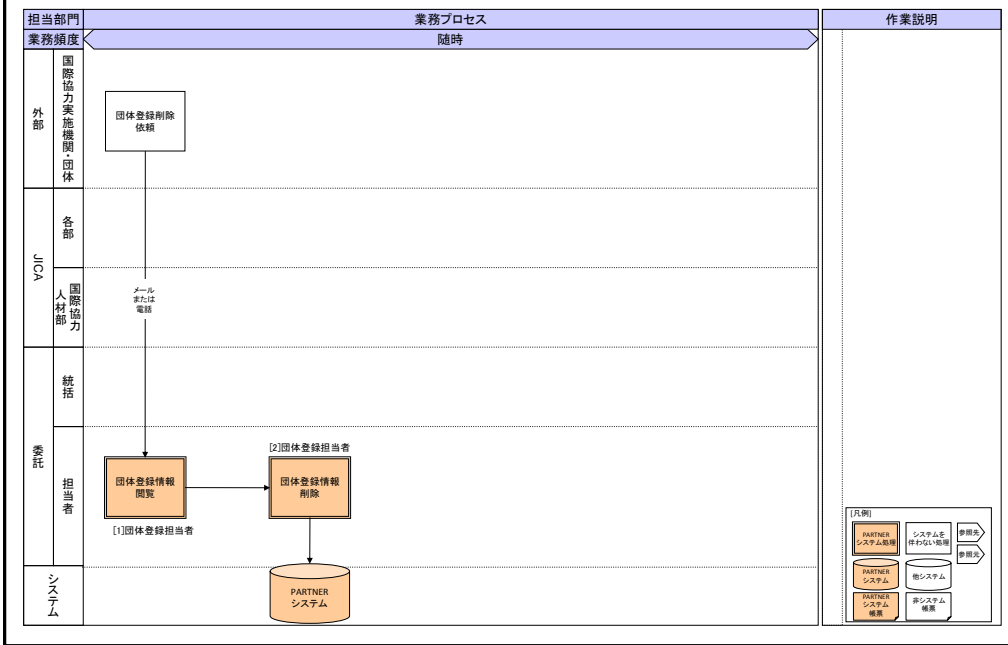 担当部門
業務プロセス
作業説明
業務頻度
随時
外部
国際協力実施機関・団体
団体登録削除
依頼
JICA
各部
国際協力
人材部
メール
または
電話
委託
統括
担当者
[2]団体登録担当者
団体登録情報
閲覧
団体登録情報
削除
[1]団体登録担当者
システム
PARTNER
システム
[凡例]
PARTNER
システム処理
システムを
伴わない処理
参照先
参照元
PARTNER
システム
他システム
PARTNER
システム
帳票
非システム
帳票